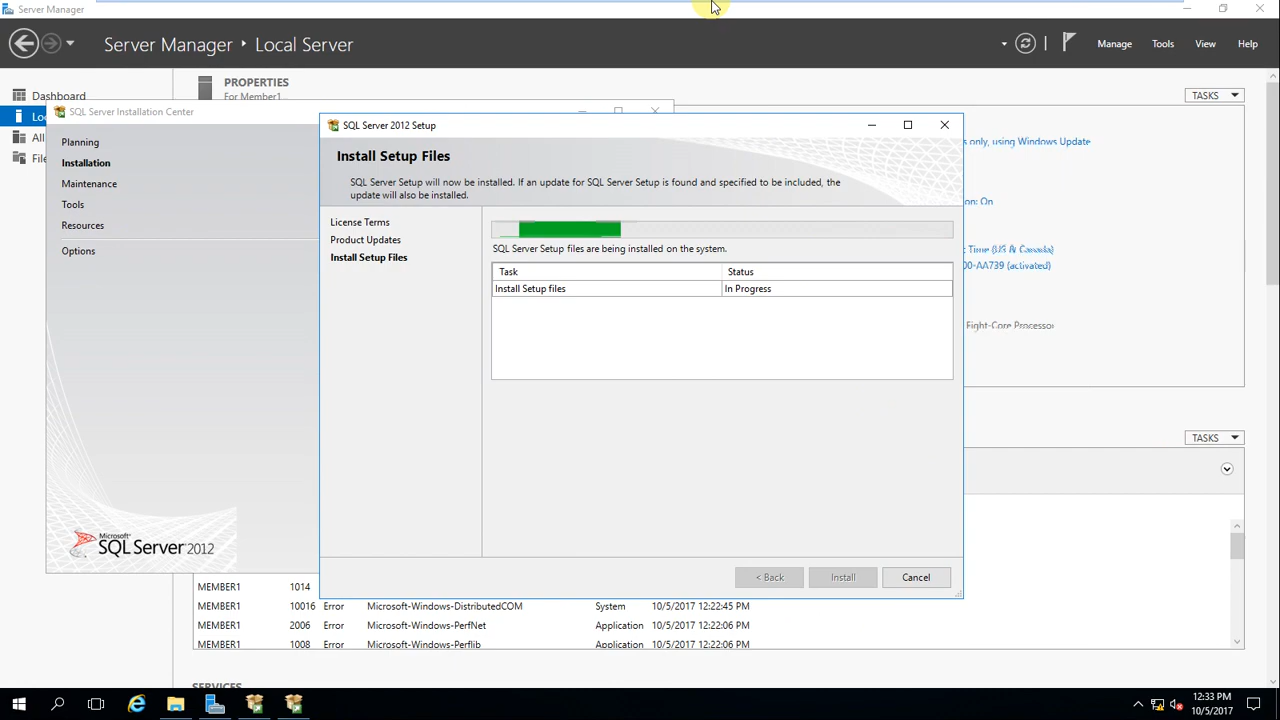 Server Manager
Server Manager ‣ Local Server
Manage
Tools
View
Help
Dashboard
PROPERTIES
For Member1...
TASKS
SQL Server Installation Center
Planning
Installation
Maintenance
Tools
Resources
Options
Microsoft
SQL Server 2012
SQL Server 2012 Setup
Install Setup Files
SQL Server Setup will now be installed. If an update for SQL Server Setup is found and specified to be included, the
update will also be installed.
License Terms
Product Updates
Install Setup Files
SQL Server Setup files are being installed on the system.
Task Status
Install Setup files In Progress
< Back
Install
Cancel
s only, using Windows Update
on: On
Time (US & Canada)
00-AA739 (activated)
Eight-Core Processor
TASKS
MEMBER1 1014
MEMBER1 10016 Error Microsoft-Windows-DistributedCOM System 10/5/2017 12:22:45 PM
MEMBER1 2006 Error Microsoft-Windows-PerfNet Application 10/5/2017 12:22:06 PM
MEMBER1 1008 Error Microsoft-Windows-Perflib Application 10/5/2017 12:22:06 PM
SERVICES
12:33 PM
10/5/2017